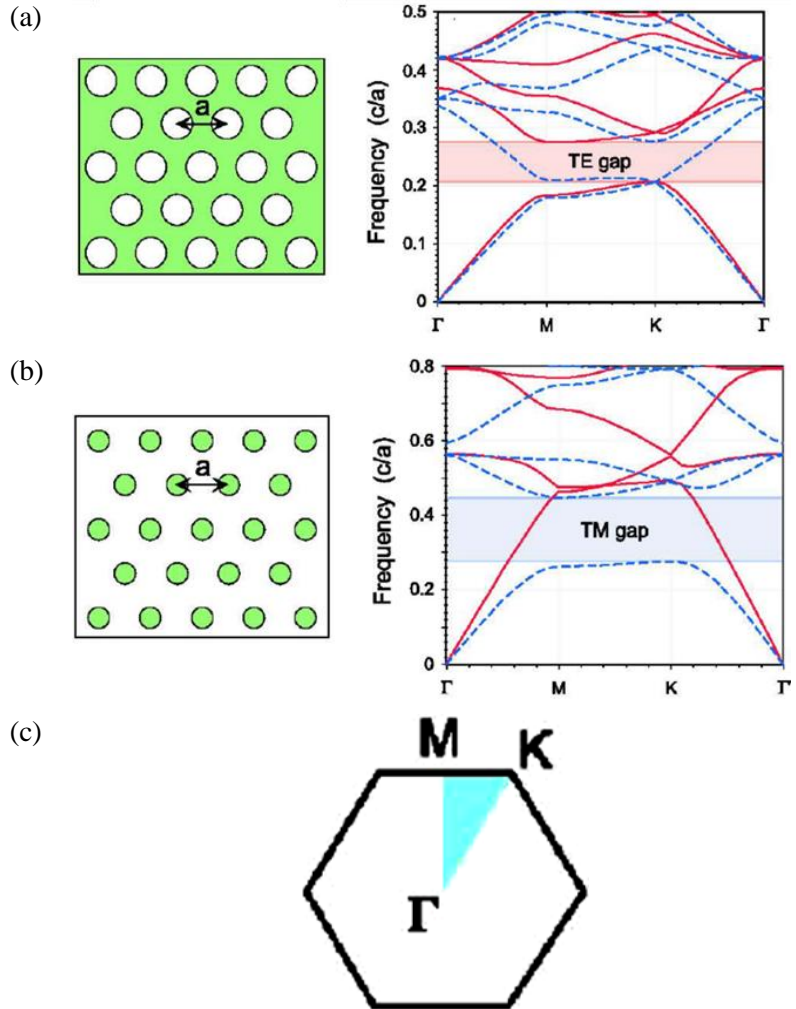 (a)
a
Frequency (c/a)
0.5
0.4
0.3
0.2
0.1
0
TE gap
Γ M K Γ
(b)
a
Frequency (c/a)
0.8
0.6
0.4
0.2
0
TM gap
Γ M K Γ
(c)
M K
Γ